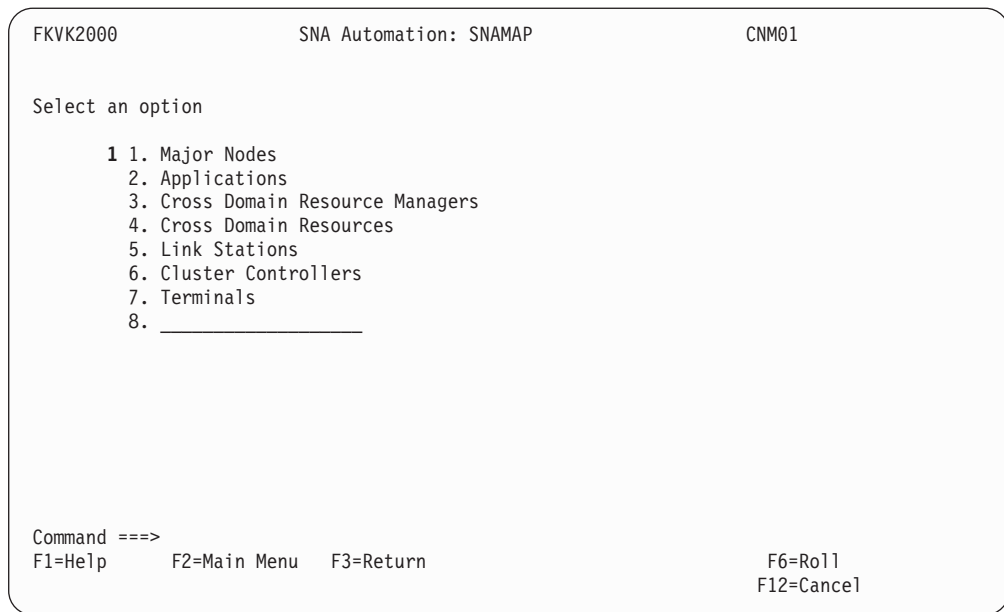 FKVK2000 SNA Automation: SNAMAP CNM01
Select an option
1 1. Major Nodes
2. Applications
3. Cross Domain Resource Managers
4. Cross Domain Resources
5. Link Stations
6. Cluster Controllers
7. Terminals
8. ___________________
Command ===>
F1=Help F2=Main Menu F3=Return F6=Roll
F12=Cancel